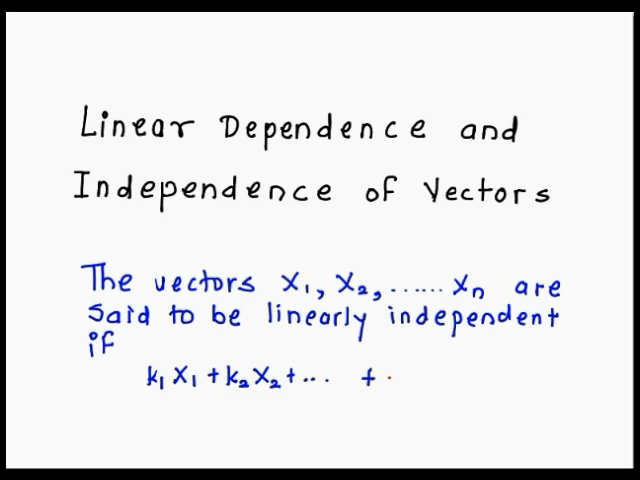 Linear Dependence and
Independence of Vectors
The vectors X₁, X₂, ...... Xₙ are
said to be linearly independent
if
k₁X₁ + k₂X₂ + ... +